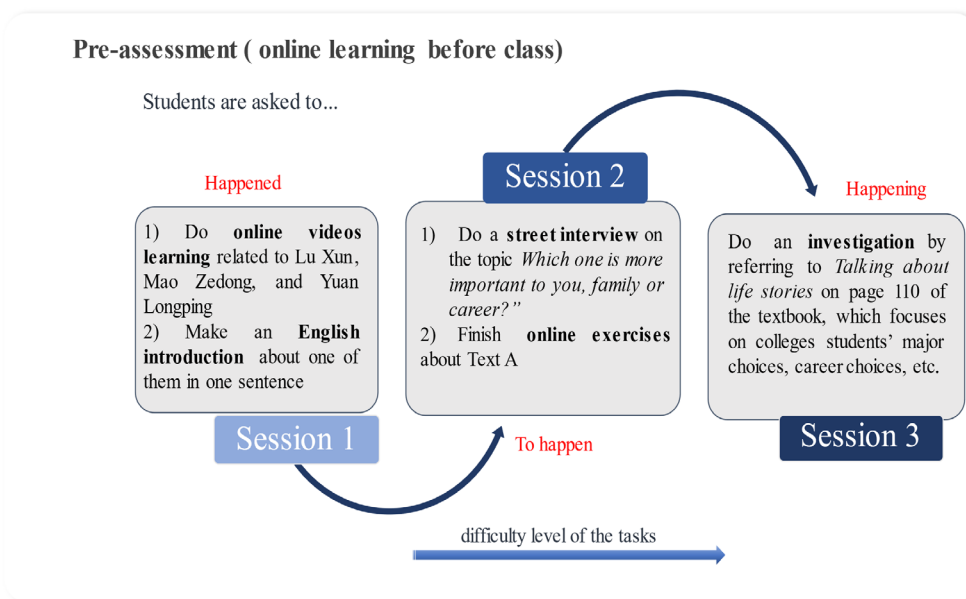 Pre-assessment ( online learning before class)
Students are asked to...
Happened
1) Do online videos
learning related to Lu Xun,
Mao Zedong, and Yuan
Longping
2) Make an English
introduction about one of
them in one sentence
Session 1
Session 2
1) Do a street interview on
the topic Which one is more
important to you, family or
career?”
2) Finish online exercises
about Text A
To happen
Happening
Do an investigation by
referring to Talking about
life stories on page 110 of
the textbook, which focuses
on colleges students’ major
choices, career choices, etc.
Session 3
difficulty level of the tasks